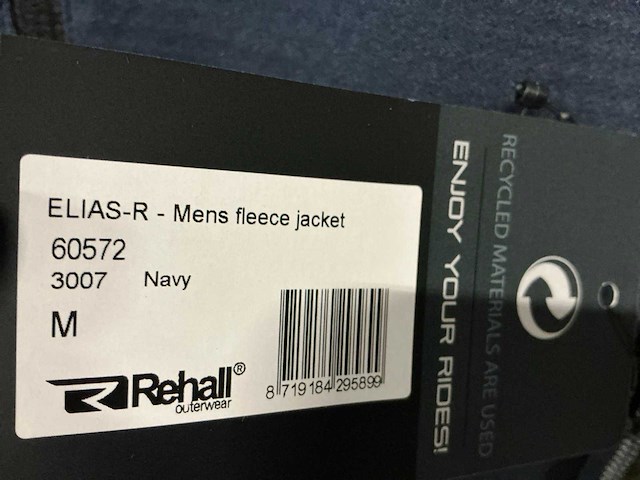 ELIAS-R - Mens fleece jacket
60572
3007 Navy
M
Rehall®
outerwear
8 719184 295899
ENJOY YOUR RIDES!
RECYCLED MATERIALS ARE USED